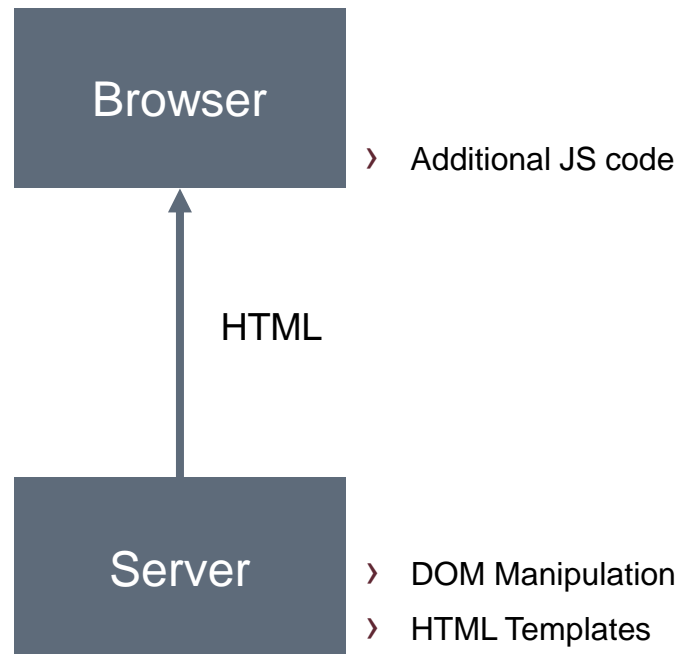 Browser
› Additional JS code
HTML
Server
› DOM Manipulation
› HTML Templates